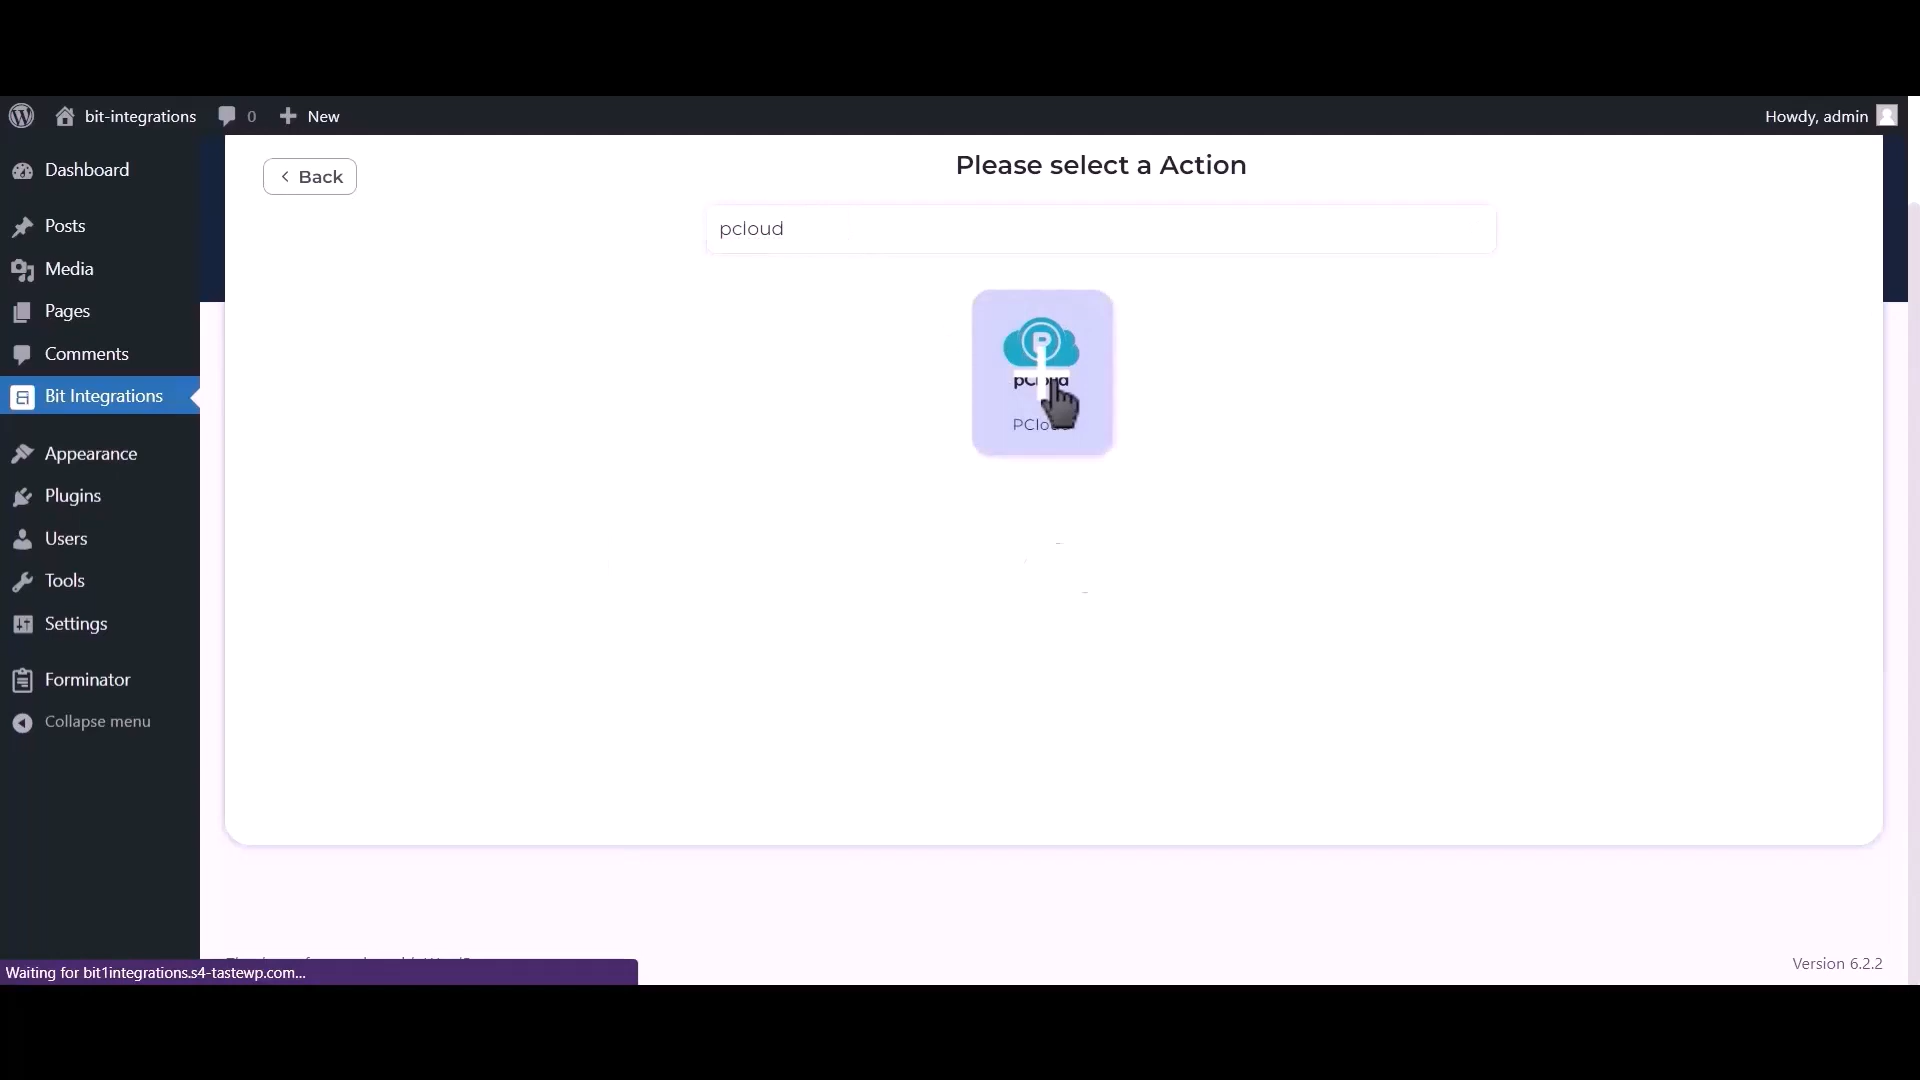 bit-integrations
0
New
Howdy, admin
Dashboard
Posts
Media
Pages
Comments
Bit Integrations
Appearance
Plugins
Users
Tools
Settings
Forminator
Collapse menu
Back
Please select a Action
pcloud
Version 6.2.2
Waiting for bit1integrations.s4-tastewp.com...